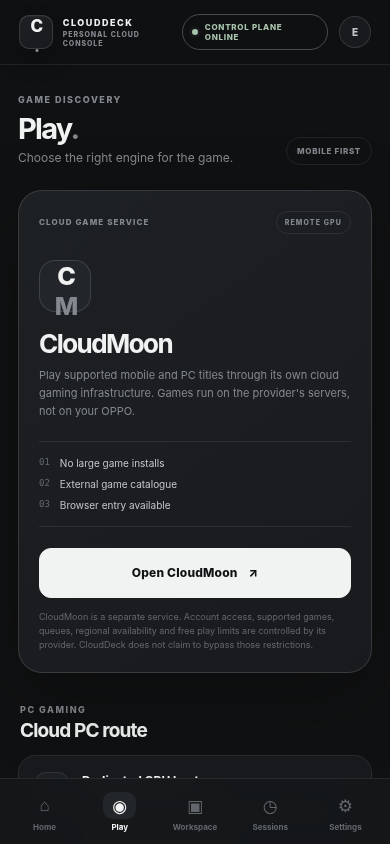 C
CLOUDDECK
PERSONAL CLOUD
CONSOLE
CONTROL PLANE
ONLINE
E
GAME DISCOVERY
Play.
Choose the right engine for the game.
MOBILE FIRST
CLOUD GAME SERVICE
REMOTE GPU
C
M
CloudMoon
Play supported mobile and PC titles through its own cloud
gaming infrastructure. Games run on the provider's servers,
not on your OPPO.
01 No large game installs
02 External game catalogue
03 Browser entry available
Open CloudMoon ↗
CloudMoon is a separate service. Account access, supported games,
queues, regional availability and free play limits are controlled by its
provider. CloudDeck does not claim to bypass those restrictions.
PC GAMING
Cloud PC route
Home
Play
Workspace
Sessions
Settings